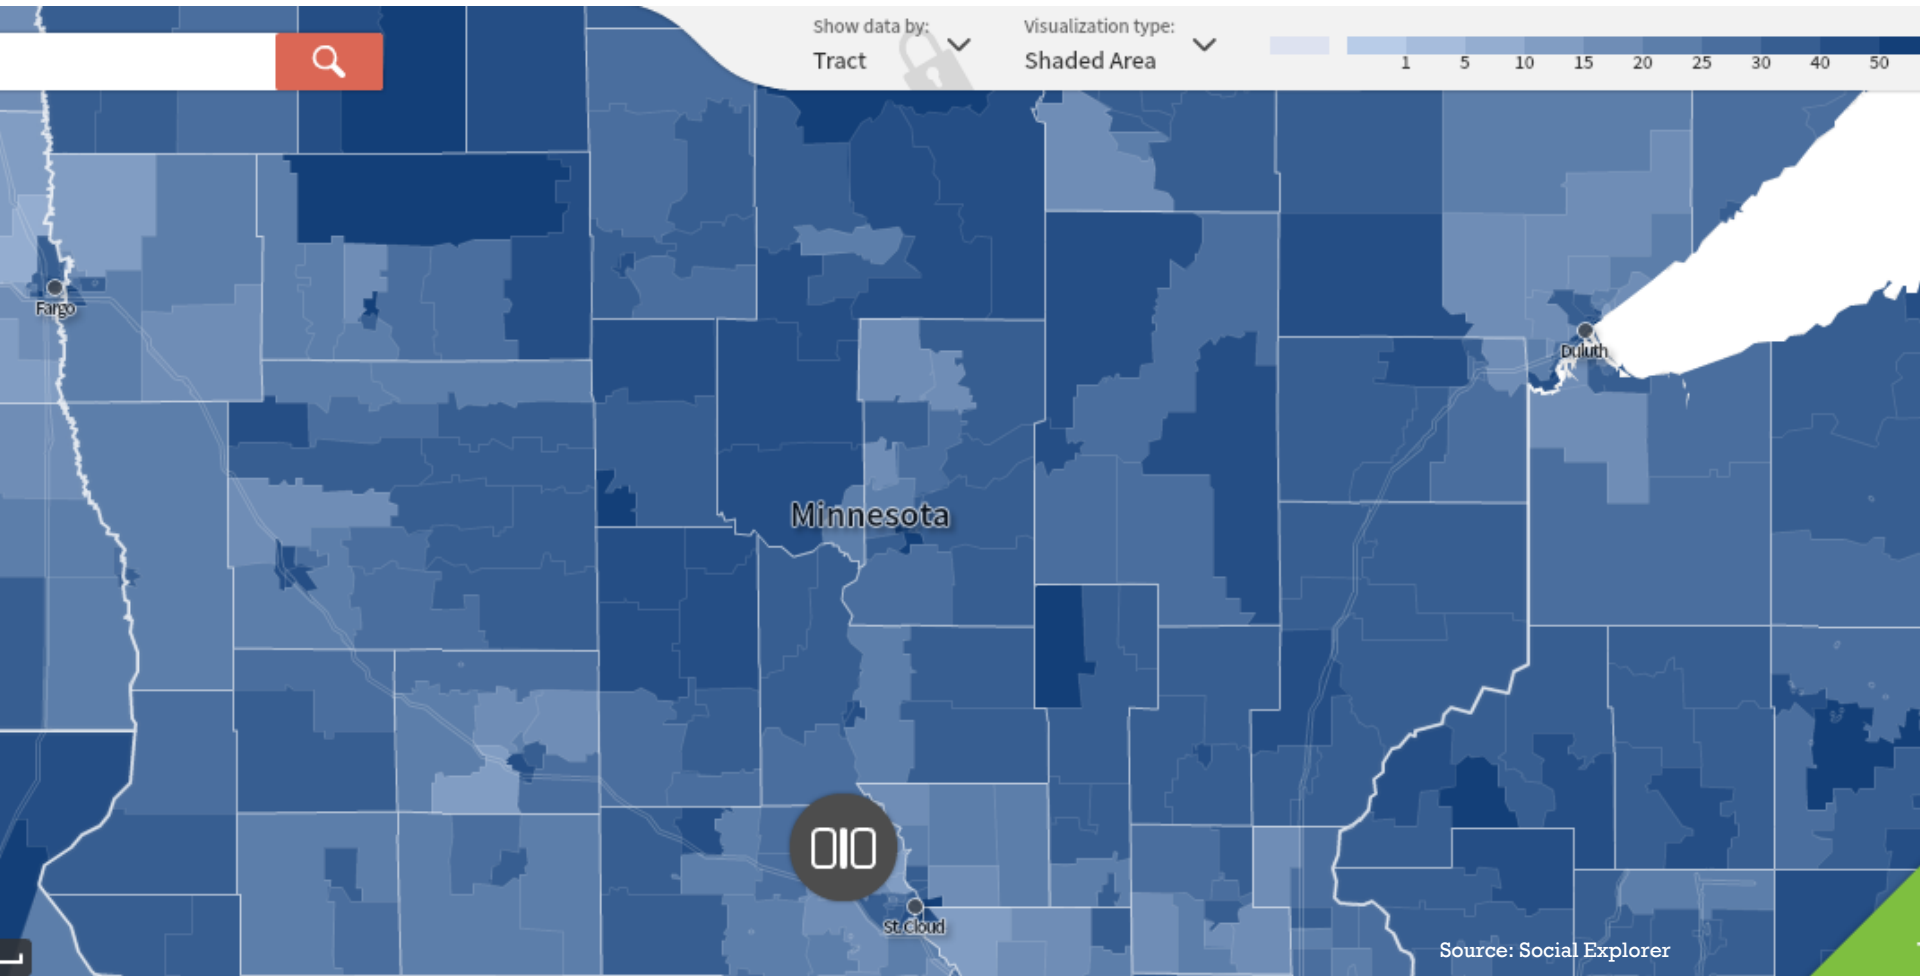 Show data by:
Tract
Visualization type:
Shaded Area
1 5 10 15 20 25 30 40 50
Fargo
Duluth
Minnesota
St. Cloud
Source: Social Explorer